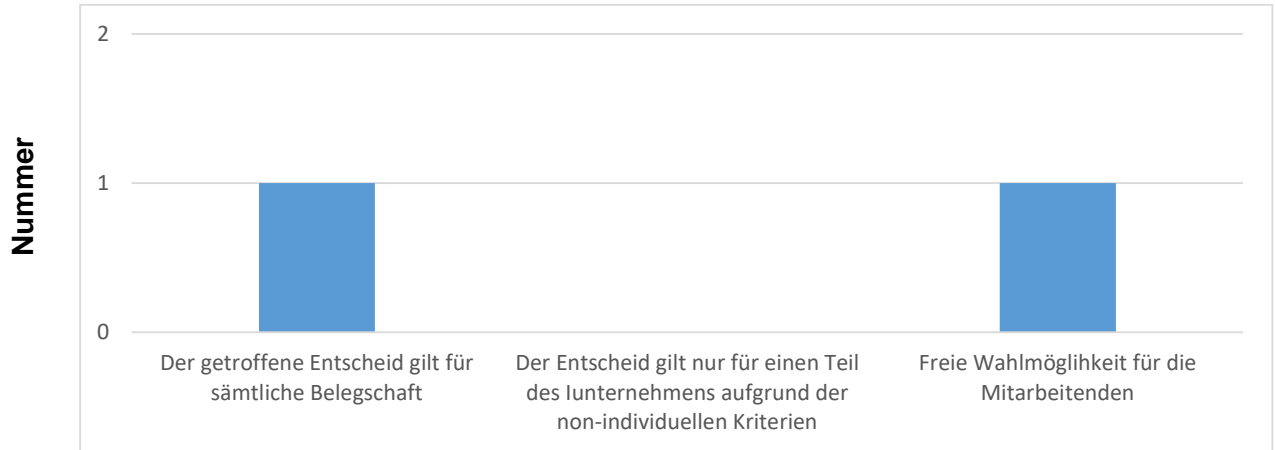 Nummer
2
1
0
Der getroffene Entscheid gilt für
sämtliche Belegschaft
Der Entscheid gilt nur für einen Teil
des Iunternehmens aufgrund der
non-individuellen Kriterien
Freie Wahlmöglihkeit für die
Mitarbeitenden